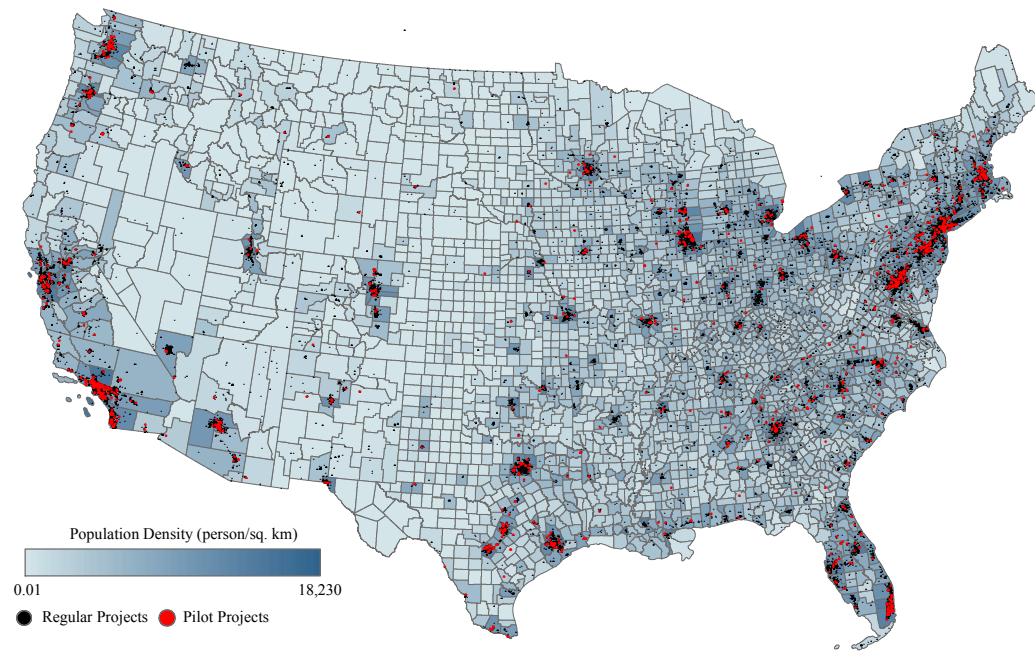 Population Density (person/sq. km)
0.01 18,230
Regular Projects Pilot Projects